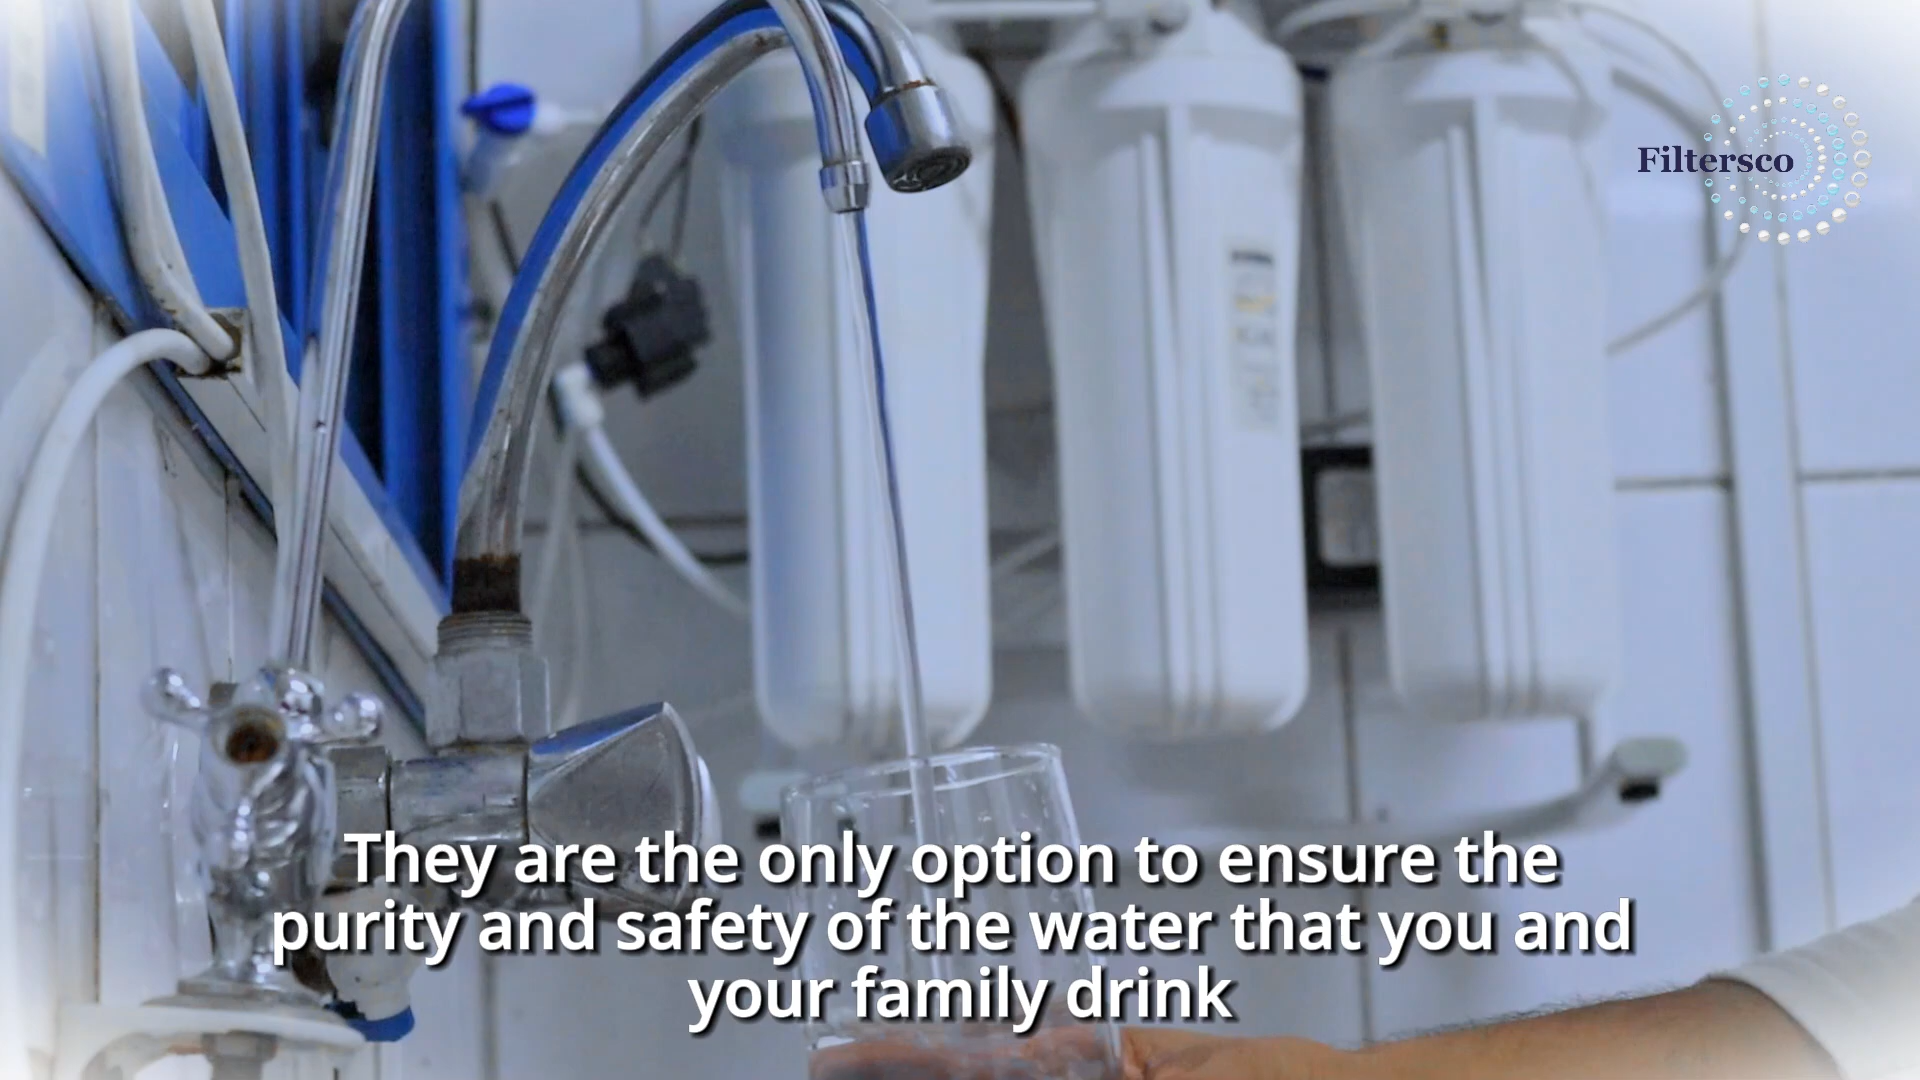 Filtersco
They are the only option to ensure the
purity and safety of the water that you and
your family drink